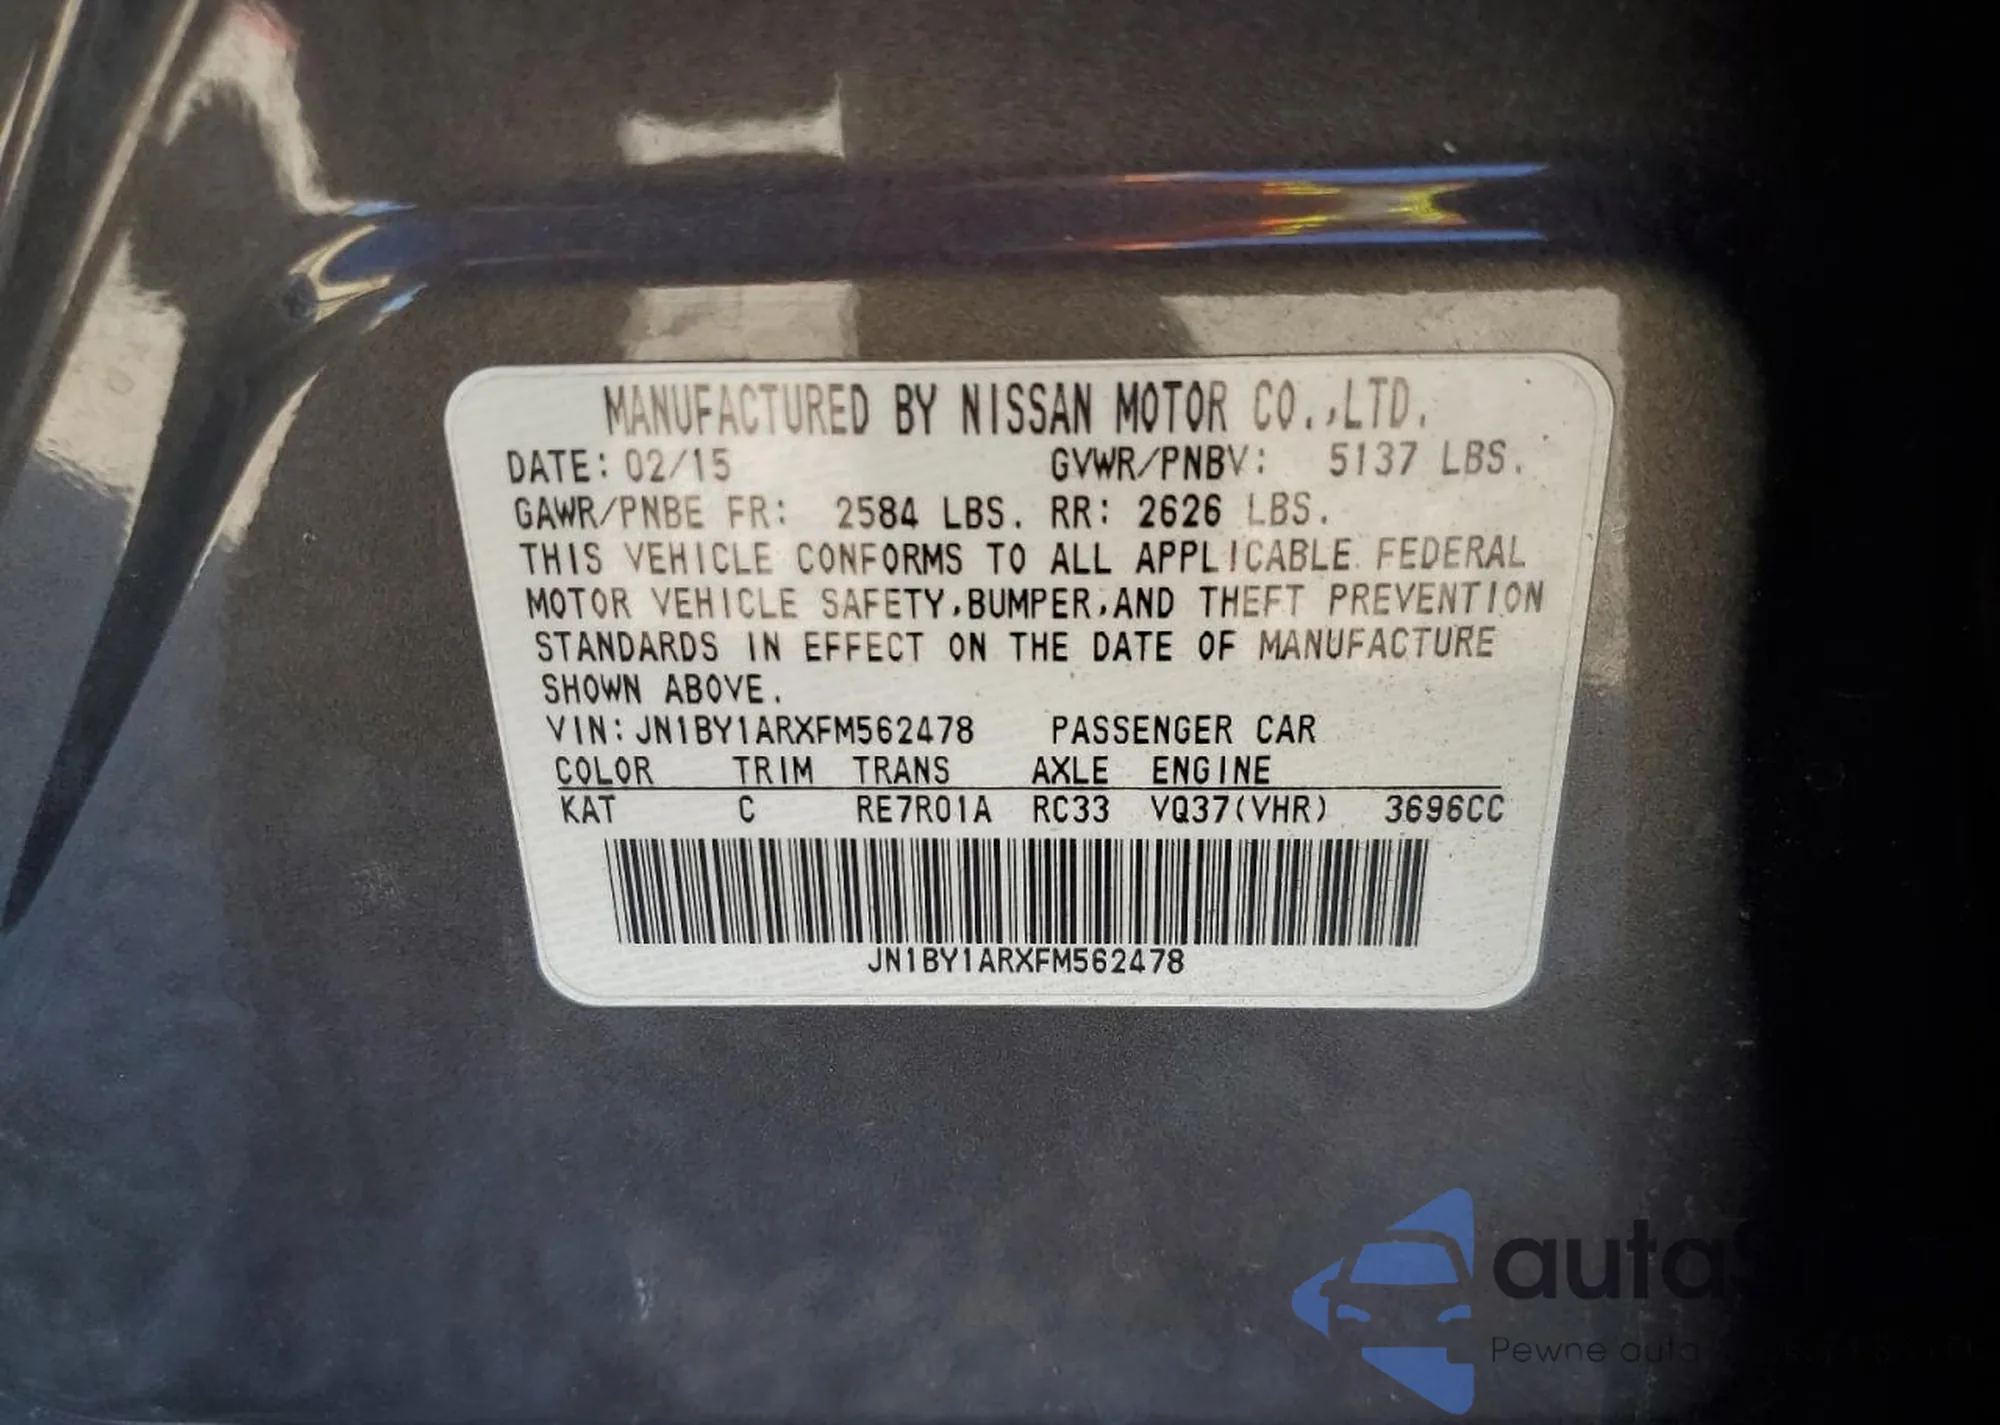 MANUFACTURED BY NISSAN MOTOR CO.,LTD.
DATE: 02/15 GVWR/PNBV: 5137 LBS.
GAWR/PNBE FR: 2584 LBS. RR: 2626 LBS.
THIS VEHICLE CONFORMS TO ALL APPLICABLE FEDERAL
MOTOR VEHICLE SAFETY,BUMPER,AND THEFT PREVENTION
STANDARDS IN EFFECT ON THE DATE OF MANUFACTURE
SHOWN ABOVE.
VIN:JN1BY1ARXFM562478 PASSENGER CAR
COLOR TRIM TRANS AXLE ENGINE
KAT C RE7R01A RC33 VQ37(VHR) 3696CC
JN1BY1ARXFM562478
Pewne auta